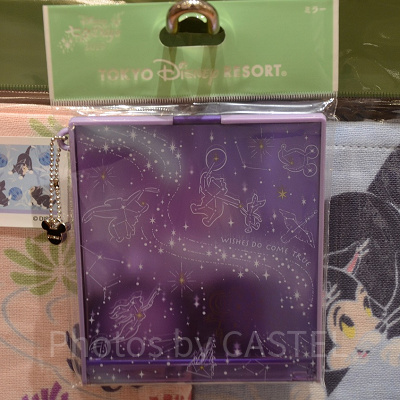 ミラー
TOKYO Disney RESORT®
WISHES DO COME TRUE
Photos by CASTEL